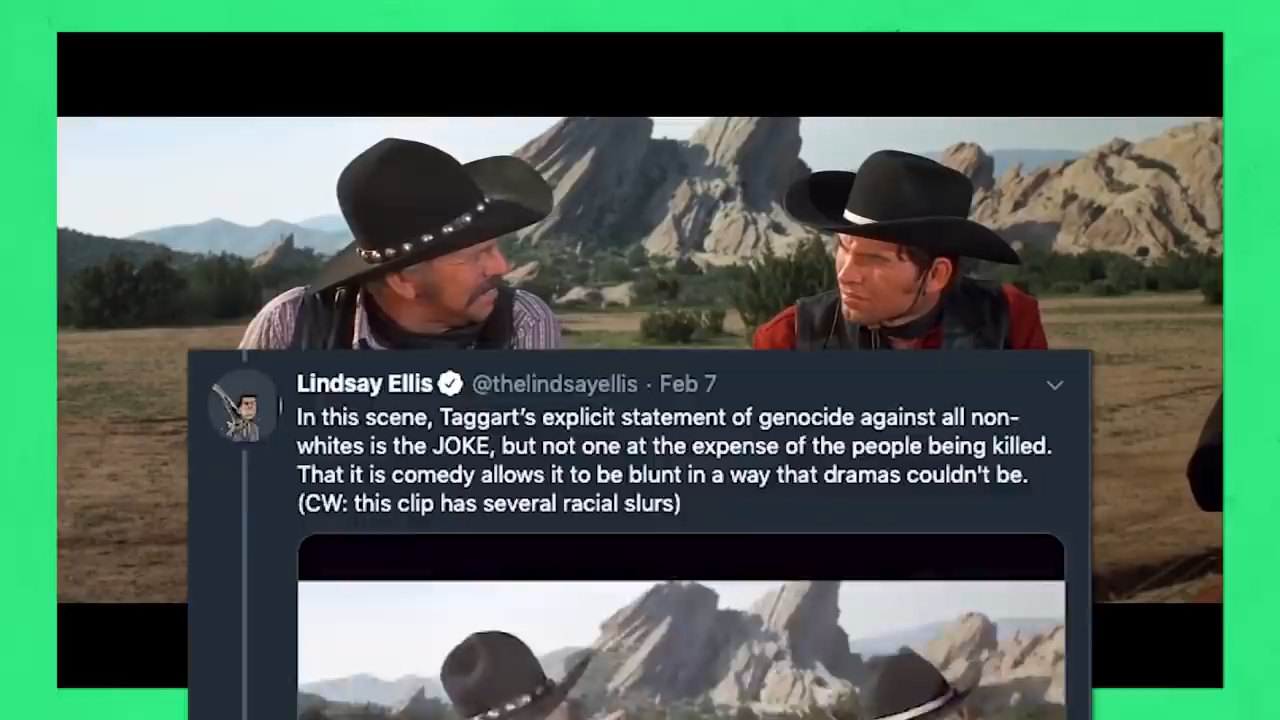 Lindsay Ellis @thelindsayellis · Feb 7
In this scene, Taggart's explicit statement of genocide against all non-
whites is the JOKE, but not one at the expense of the people being killed.
That it is comedy allows it to be blunt in a way that dramas couldn't be.
(CW: this clip has several racial slurs)